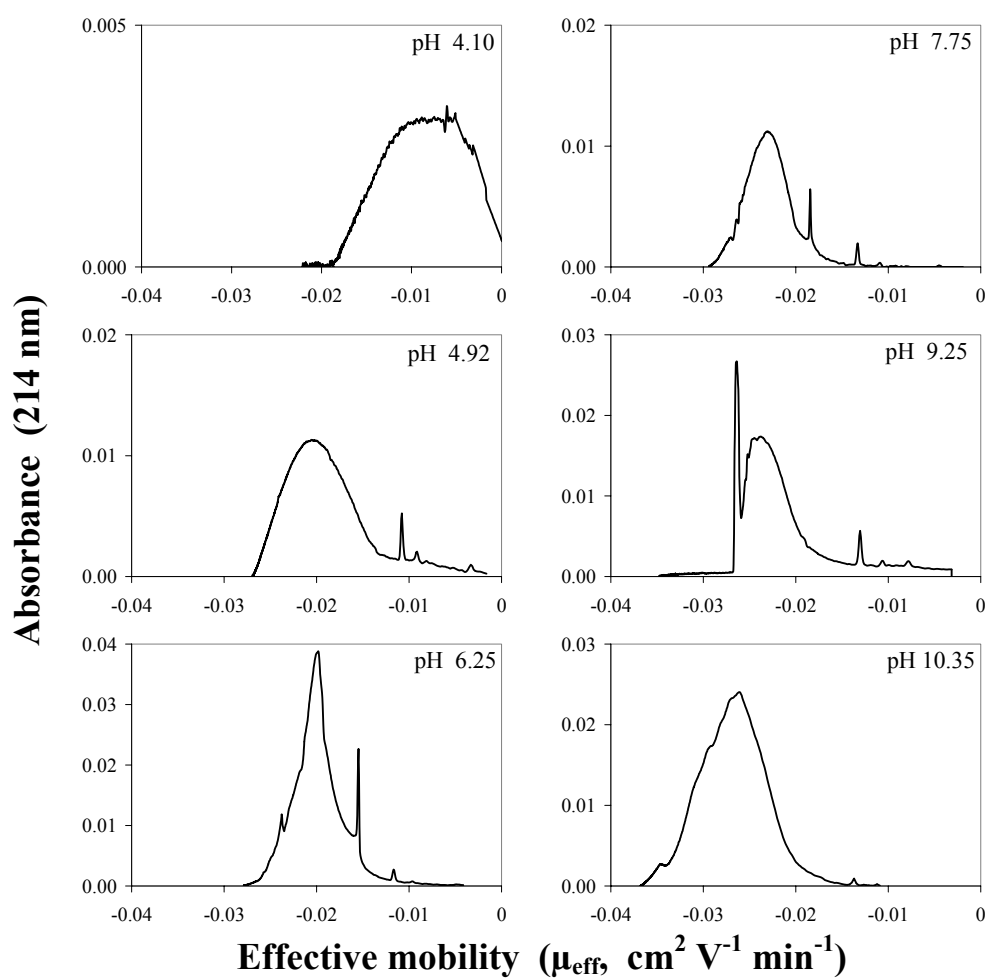 0.005
pH 4.10
0.000
-0.04 -0.03 -0.02 -0.01 0
0.02
pH 7.75
0.01
0.00
-0.04 -0.03 -0.02 -0.01 0
0.02
pH 4.92
0.01
0.00
-0.04 -0.03 -0.02 -0.01 0
0.03
pH 9.25
0.02
0.01
0.00
-0.04 -0.03 -0.02 -0.01 0
0.04
pH 6.25
0.03
0.02
0.01
0.00
-0.04 -0.03 -0.02 -0.01 0
0.03
pH 10.35
0.02
0.01
0.00
-0.04 -0.03 -0.02 -0.01 0
Absorbance (214 nm)
Effective mobility (μeff, cm² V⁻¹ min⁻¹)